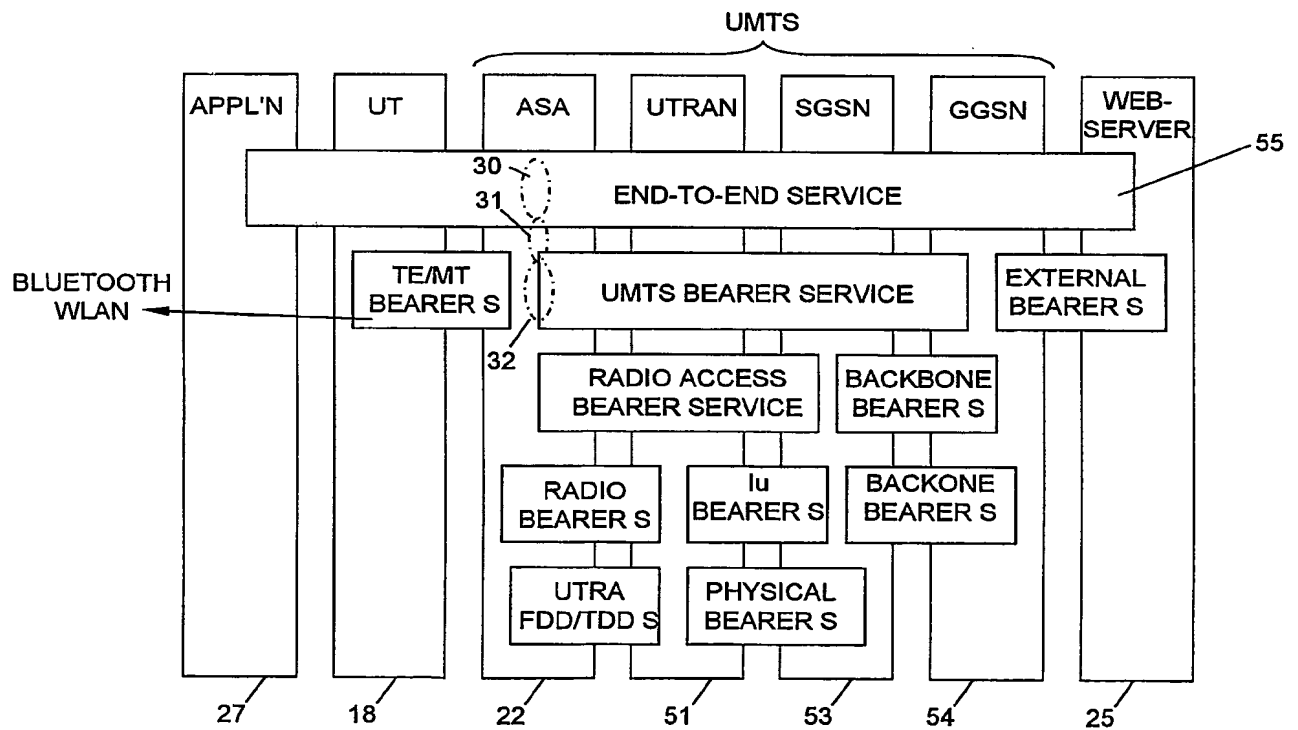 UMTS
APPL'N
UT
ASA
UTRAN
SGSN
GGSN
WEB-
SERVER
30
55
31
END-TO-END SERVICE
BLUETOOTH
WLAN
TE/MT
BEARER S
UMTS BEARER SERVICE
EXTERNAL
BEARER S
32
RADIO ACCESS
BEARER SERVICE
BACKBONE
BEARER S
RADIO
BEARER S
Iu
BEARER S
BACKONE
BEARER S
UTRA
FDD/TDD S
PHYSICAL
BEARER S
27
18
22
51
53
54
25